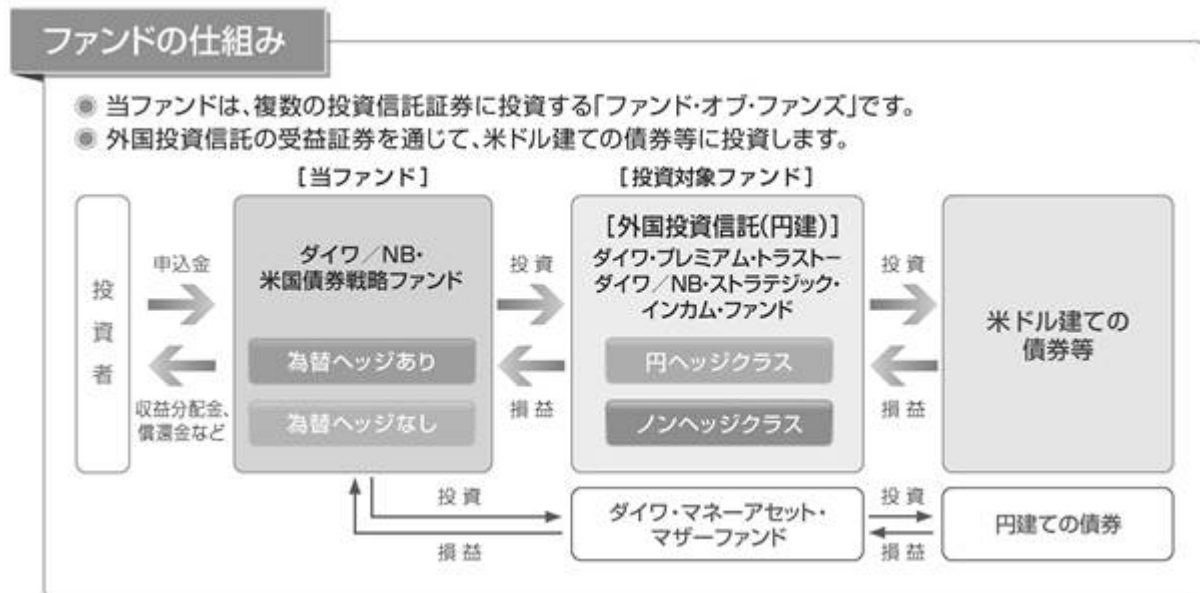 ファンドの仕組み
● 当ファンドは、複数の投資信託証券に投資する「ファンド・オブ・ファンズ」です。
● 外国投資信託の受益証券を通じて、米ドル建ての債券等に投資します。
[当ファンド]
[投資対象ファンド]
投資者
申込金
収益分配金、
償還金など
ダイワ／NB・
米国債券戦略ファンド
為替ヘッジあり
為替ヘッジなし
投資
損益
[外国投資信託(円建)]
ダイワ・プレミアム・トラストー
ダイワ／NB・ストラテジック・
インカム・ファンド
円ヘッジクラス
ノンヘッジクラス
投資
損益
米ドル建ての
債券等
投資
損益
ダイワ・マネーアセット・
マザーファンド
投資
損益
円建ての債券